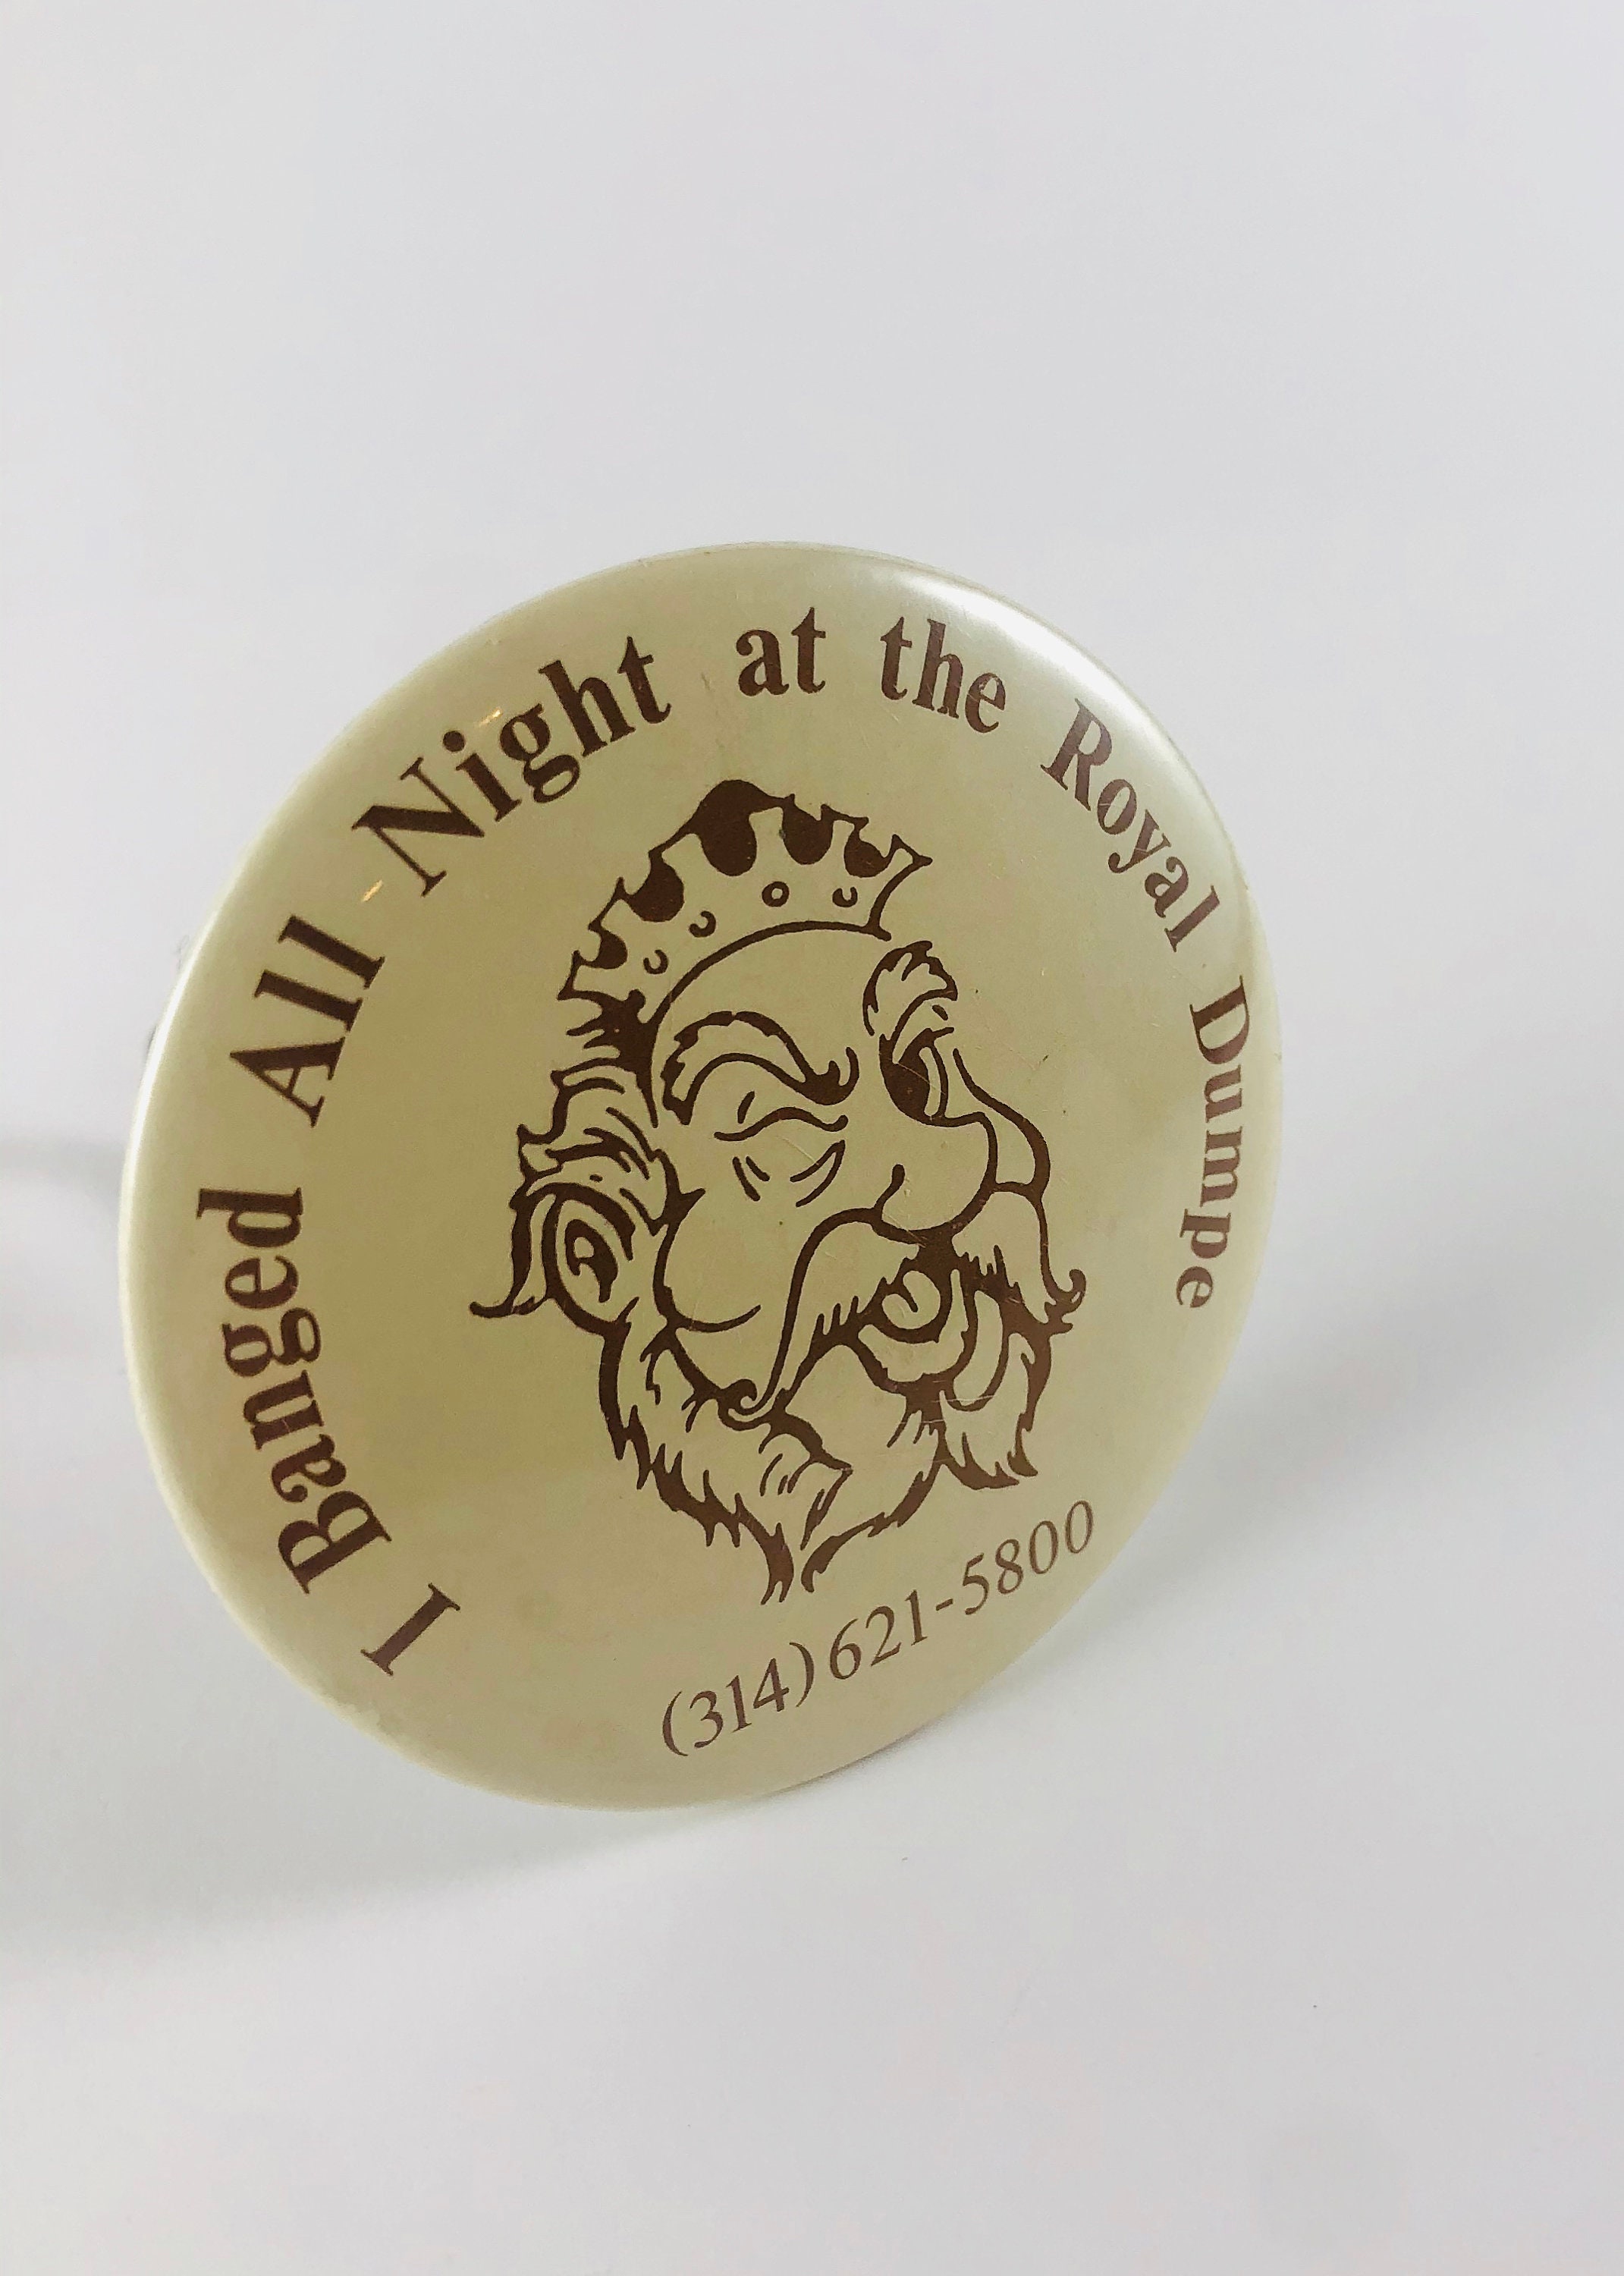 I Banged All Night at the Royal Dumpe
(314) 621-5800